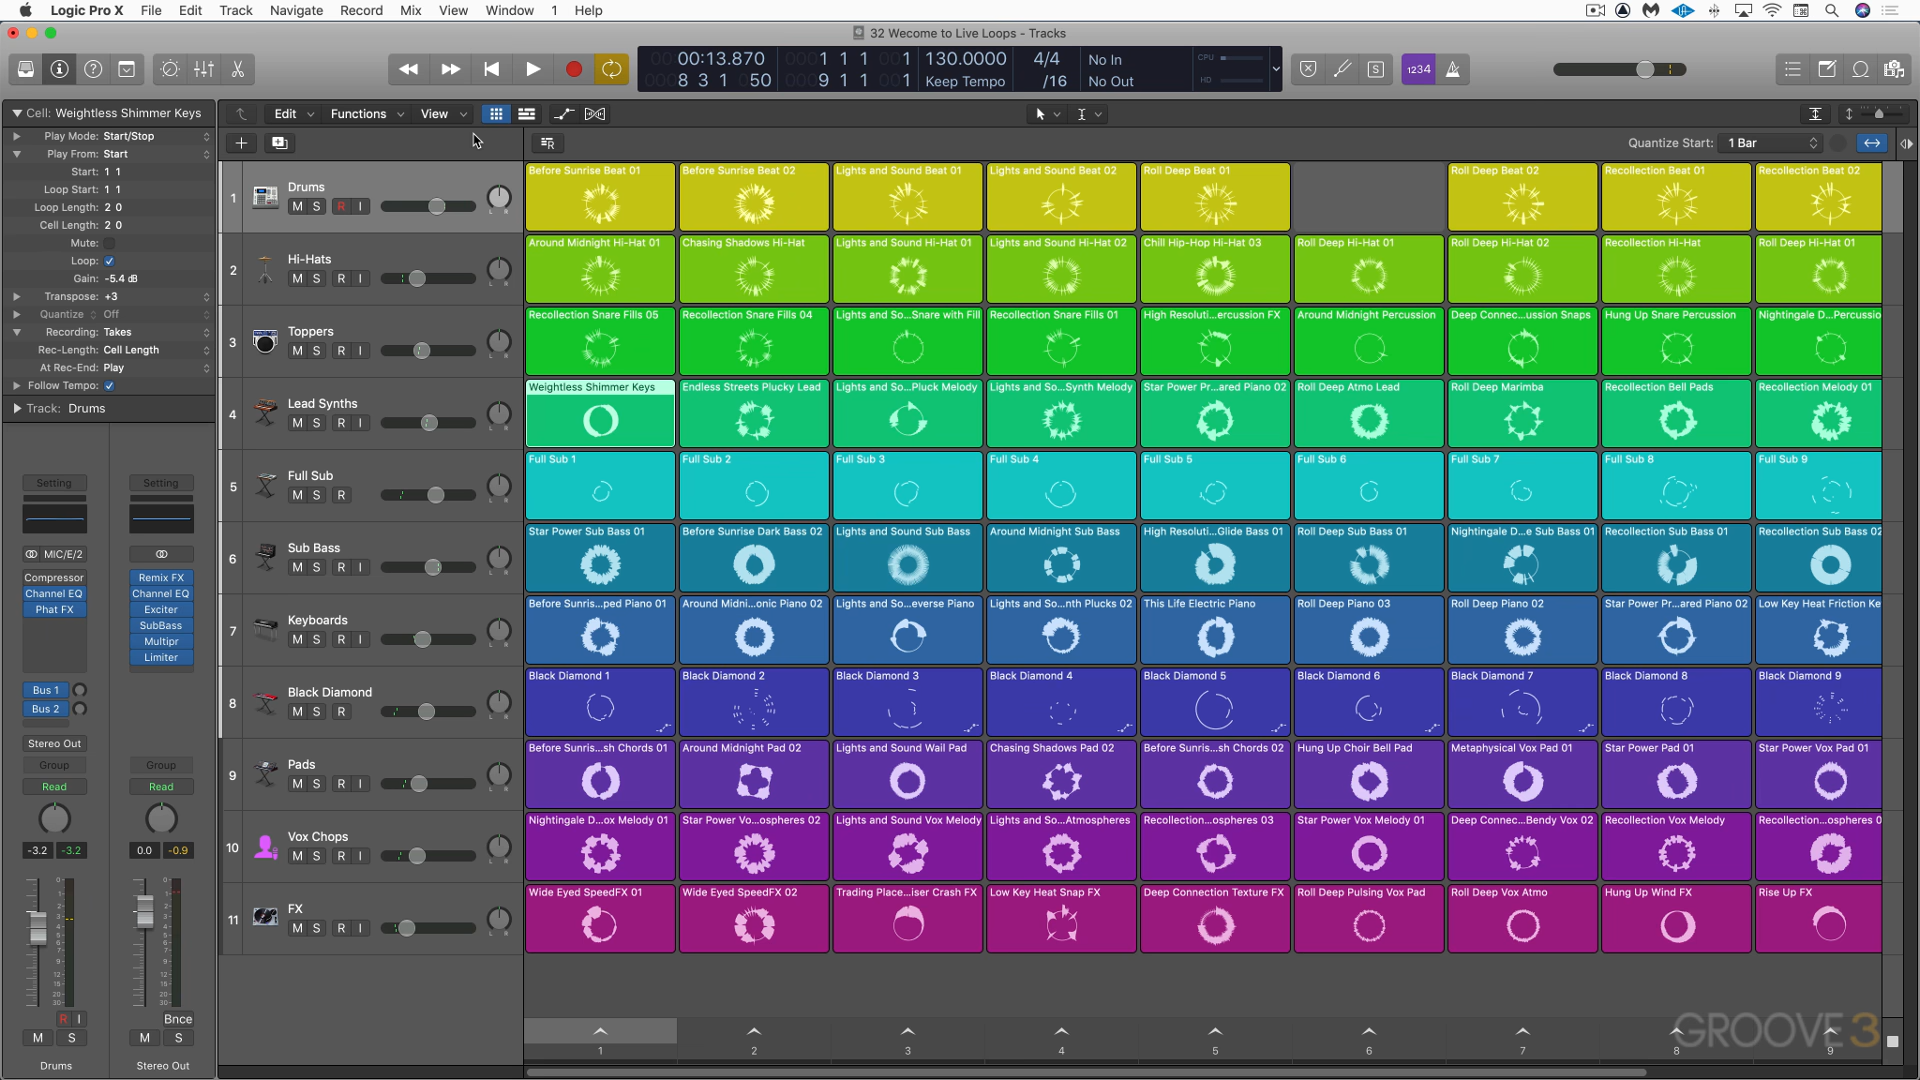 Logic Pro X File Edit Track Navigate Record Mix View Window 1 Help
32 Wecome to Live Loops - Tracks
00:00:13.870 0001 1 1 001 130.0000 4/4 No In CPU
0008 3 1 050 0009 11 1 001 Keep Tempo /16 No Out HD
S 1234
Cell: Weightless Shimmer Keys
Edit Functions View
Play Mode: Start/Stop
Play From: Start
Start: 1 1
Loop Start: 1 1
Loop Length: 2 0
Cell Length: 2 0
Mute:
Loop:
Gain: -5.4 dB
Transpose: +3
Quantize Off
Recording: Takes
Rec-Length: Cell Length
At Rec-End: Play
Follow Tempo:
Track: Drums
Quantize Start: 1 Bar
1 Drums M S R I
Before Sunrise Beat 01 Before Sunrise Beat 02 Lights and Sound Beat 01 Lights and Sound Beat 02 Roll Deep Beat 01 Roll Deep Beat 02 Recollection Beat 01 Recollection Beat 02
2 Hi-Hats M S R I
Around Midnight Hi-Hat 01 Chasing Shadows Hi-Hat Lights and Sound Hi-Hat 01 Lights and Sound Hi-Hat 02 Chill Hip-Hop Hi-Hat 03 Roll Deep Hi-Hat 01 Roll Deep Hi-Hat 02 Recollection Hi-Hat Roll Deep Hi-Hat 01
3 Toppers M S R I
Recollection Snare Fills 05 Recollection Snare Fills 04 Lights and So...Snare with Fill Recollection Snare Fills 01 High Resoluti...ercussion FX Around Midnight Percussion Deep Connec...ussion Snaps Hung Up Snare Percussion Nightingale D...Percussio
4 Lead Synths M S R I
Weightless Shimmer Keys Endless Streets Plucky Lead Lights and So...Pluck Melody Lights and So...Synth Melody Star Power Pr...ared Piano 02 Roll Deep Atmo Lead Roll Deep Marimba Recollection Bell Pads Recollection Melody 01
5 Full Sub M S R
Full Sub 1 Full Sub 2 Full Sub 3 Full Sub 4 Full Sub 5 Full Sub 6 Full Sub 7 Full Sub 8 Full Sub 9
6 Sub Bass M S R I
Star Power Sub Bass 01 Before Sunrise Dark Bass 02 Lights and Sound Sub Bass Around Midnight Sub Bass High Resoluti...Glide Bass 01 Roll Deep Sub Bass 01 Nightingale D...e Sub Bass 01 Recollection Sub Bass 01 Recollection Sub Bass 02
7 Keyboards M S R I
Before Sunris...ped Piano 01 Around Midni...onic Piano 02 Lights and So...everse Piano Lights and So...nth Plucks 02 This Life Electric Piano Roll Deep Piano 03 Roll Deep Piano 02 Star Power Pr...ared Piano 02 Low Key Heat Friction Ke
8 Black Diamond M S R
Black Diamond 1 Black Diamond 2 Black Diamond 3 Black Diamond 4 Black Diamond 5 Black Diamond 6 Black Diamond 7 Black Diamond 8 Black Diamond 9
9 Pads M S R I
Before Sunris...sh Chords 01 Around Midnight Pad 02 Lights and Sound Wail Pad Chasing Shadows Pad 02 Before Sunris...sh Chords 02 Hung Up Choir Bell Pad Metaphysical Vox Pad 01 Star Power Pad 01 Star Power Vox Pad 01
10 Vox Chops M S R I
Nightingale D...ox Melody 01 Star Power Vo...ospheres 02 Lights and Sound Vox Melody Lights and So...Atmospheres Recollection...ospheres 03 Star Power Vox Melody 01 Deep Connec...Bendy Vox 02 Recollection Vox Melody Recollection...ospheres 0
11 FX M S R I
Wide Eyed SpeedFX 01 Wide Eyed SpeedFX 02 Trading Place...iser Crash FX Low Key Heat Snap FX Deep Connection Texture FX Roll Deep Pulsing Vox Pad Roll Deep Vox Atmo Hung Up Wind FX Rise Up FX
1 2 3 4 5 6 7 8 9
Setting Setting
MIC/E/2
Compressor Remix FX
Channel EQ Channel EQ
Phat FX Exciter
SubBass
Multipr
Limiter
Bus 1
Bus 2
Stereo Out
Group Group
Read Read
-3.2 -3.2 0.0 -0.9
R I Bnce
M S M S
Drums Stereo Out
GROOVE 3